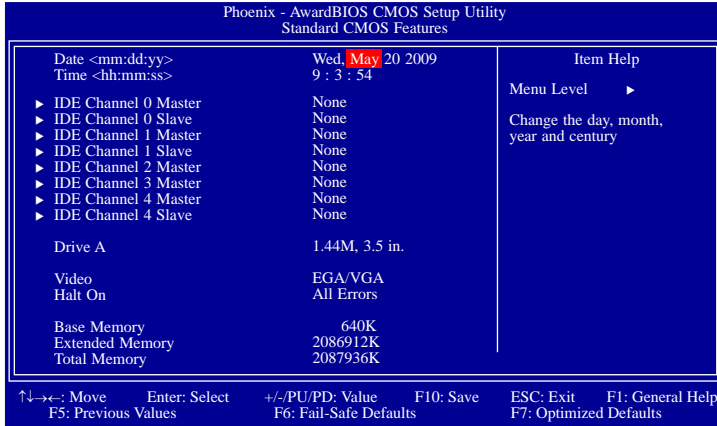 Phoenix - AwardBIOS CMOS Setup Utility
Standard CMOS Features
Date <mm:dd:yy> Wed, May 20 2009
Time <hh:mm:ss> 9 : 3 : 54
► IDE Channel 0 Master None
► IDE Channel 0 Slave None
► IDE Channel 1 Master None
► IDE Channel 1 Slave None
► IDE Channel 2 Master None
► IDE Channel 3 Master None
► IDE Channel 4 Master None
► IDE Channel 4 Slave None
Drive A 1.44M, 3.5 in.
Video EGA/VGA
Halt On All Errors
Base Memory 640K
Extended Memory 2086912K
Total Memory 2087936K
Item Help
Menu Level ►
Change the day, month,
year and century
↑↓→←: Move Enter: Select +/-/PU/PD: Value F10: Save ESC: Exit F1: General Help
F5: Previous Values F6: Fail-Safe Defaults F7: Optimized Defaults